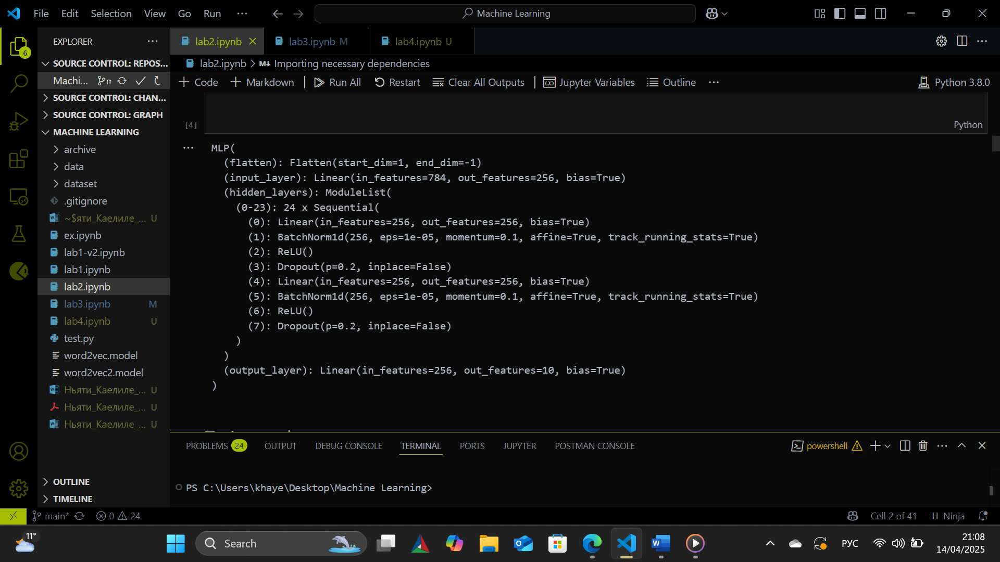 File Edit Selection View Go Run ···
Machine Learning
EXPLORER ···
6
SOURCE CONTROL: REPOS...
Machi...
SOURCE CONTROL: CHAN...
SOURCE CONTROL: GRAPH
MACHINE LEARNING
archive
data
dataset
.gitignore
~$яти_Каелиле_... U
ex.ipynb
lab1-v2.ipynb
lab1.ipynb
lab2.ipynb
lab3.ipynb M
lab4.ipynb U
test.py
word2vec.model
word2vec2.model
Ньяти_Каелиле_... U
Ньяти_Каелиле_... U
Ньяти_Каелиле_... U
OUTLINE
TIMELINE
lab2.ipynb lab3.ipynb M lab4.ipynb U
lab2.ipynb > M↓ Importing necessary dependencies
+ Code + Markdown | Run All Restart Clear All Outputs | Jupyter Variables Outline ··· Python 3.8.0
[4]
Python
MLP(
  (flatten): Flatten(start_dim=1, end_dim=-1)
  (input_layer): Linear(in_features=784, out_features=256, bias=True)
  (hidden_layers): ModuleList(
    (0-23): 24 x Sequential(
      (0): Linear(in_features=256, out_features=256, bias=True)
      (1): BatchNorm1d(256, eps=1e-05, momentum=0.1, affine=True, track_running_stats=True)
      (2): ReLU()
      (3): Dropout(p=0.2, inplace=False)
      (4): Linear(in_features=256, out_features=256, bias=True)
      (5): BatchNorm1d(256, eps=1e-05, momentum=0.1, affine=True, track_running_stats=True)
      (6): ReLU()
      (7): Dropout(p=0.2, inplace=False)
    )
  )
  (output_layer): Linear(in_features=256, out_features=10, bias=True)
)
PROBLEMS 24 OUTPUT DEBUG CONSOLE TERMINAL PORTS JUPYTER POSTMAN CONSOLE powershell
PS C:\Users\khaye\Desktop\Machine Learning>
main* 0 24 Cell 2 of 41 Ninja
11° Search РУС 21:08
14/04/2025